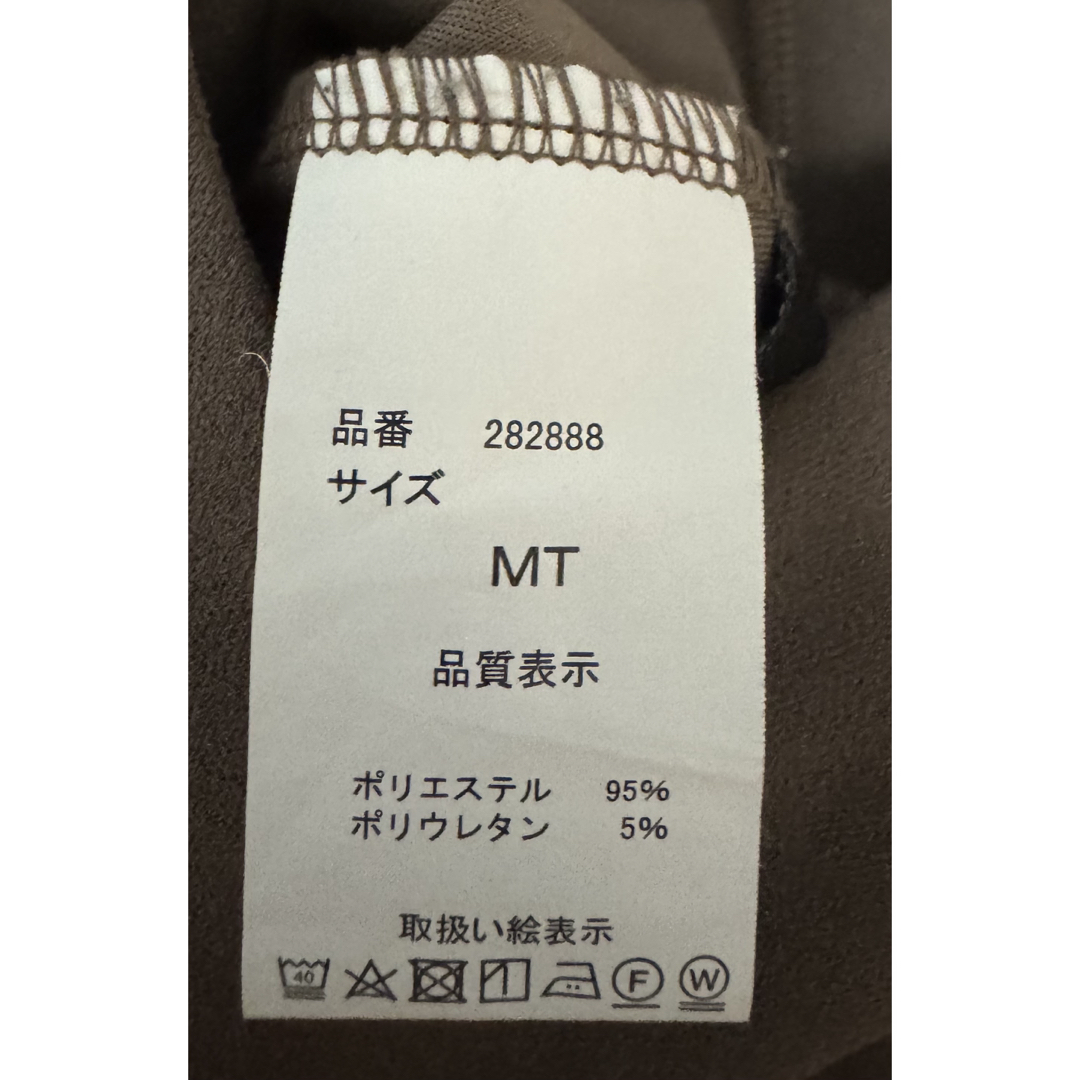 品番 282888
サイズ
MT
品質表示
ポリエステル 95%
ポリウレタン 5%
取扱い絵表示
40 F W